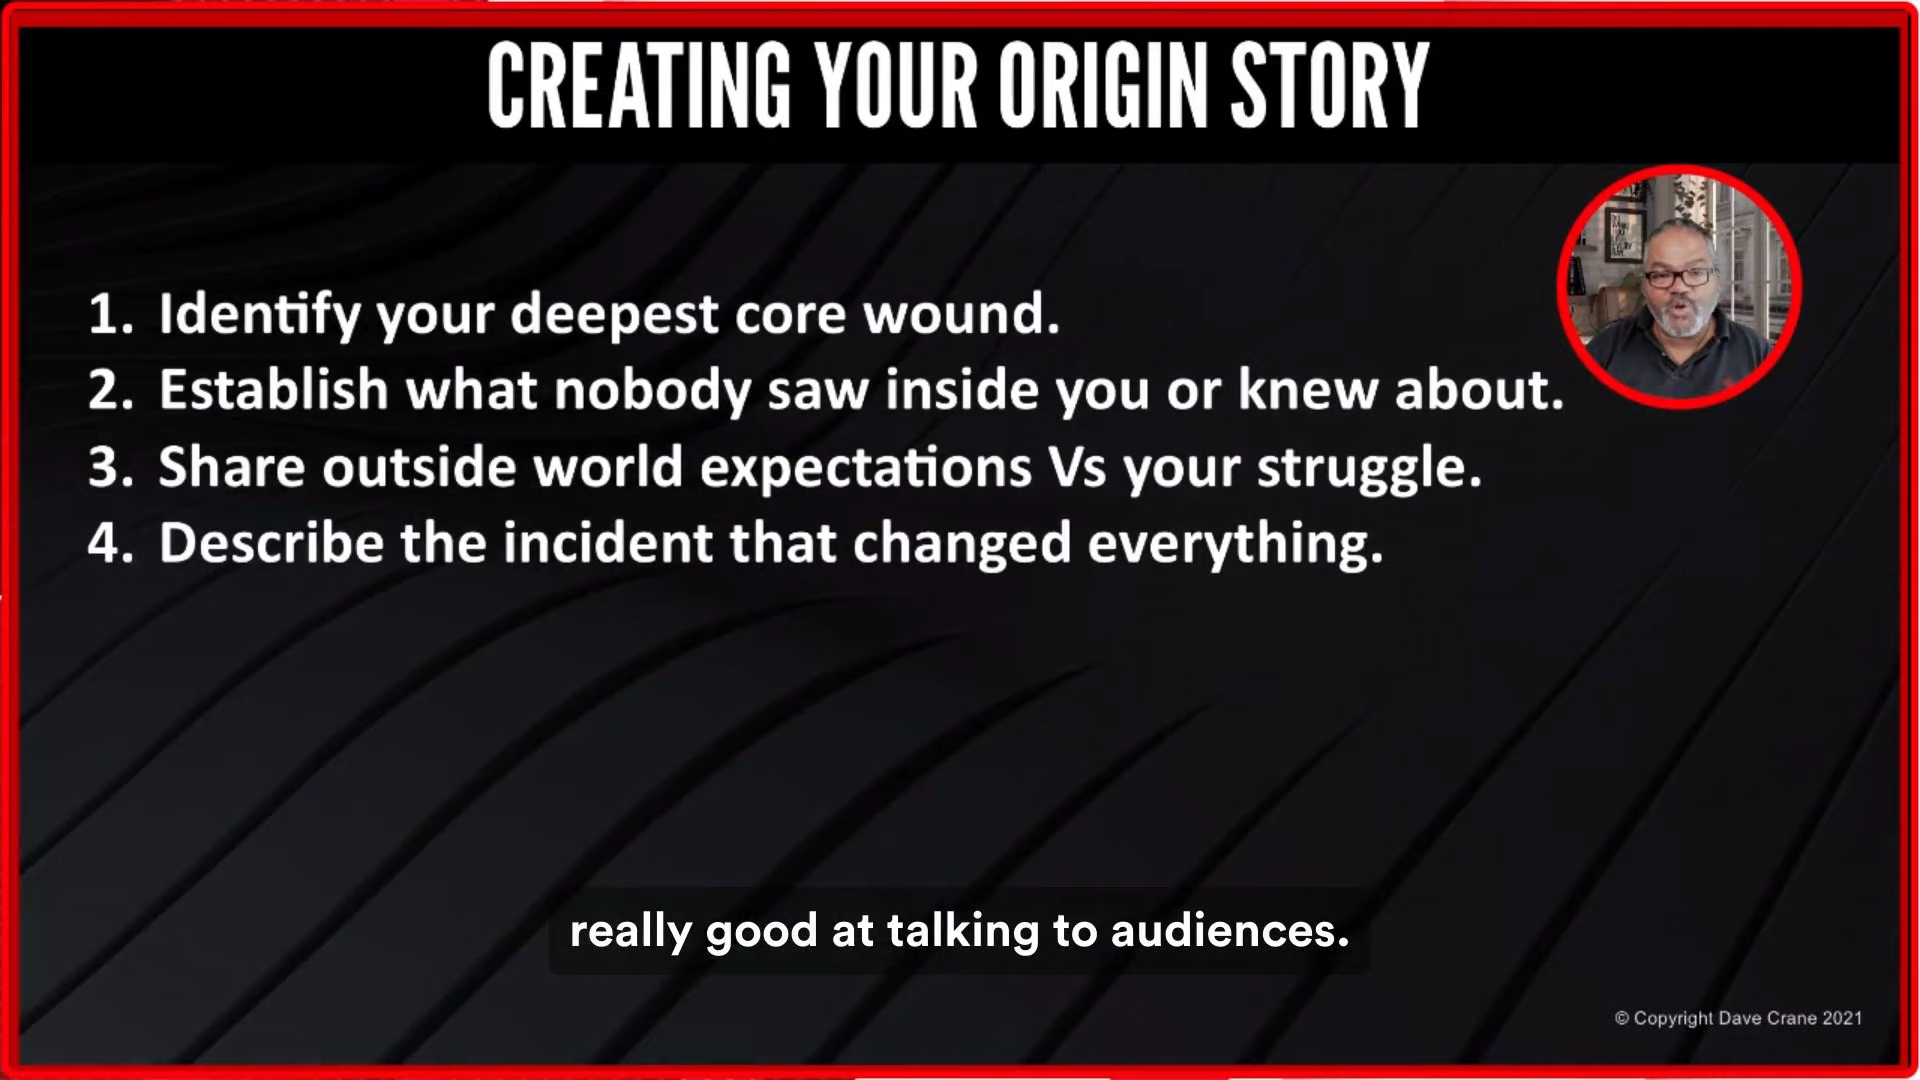 CREATING YOUR ORIGIN STORY
1. Identify your deepest core wound.
2. Establish what nobody saw inside you or knew about.
3. Share outside world expectations Vs your struggle.
4. Describe the incident that changed everything.
really good at talking to audiences.
© Copyright Dave Crane 2021